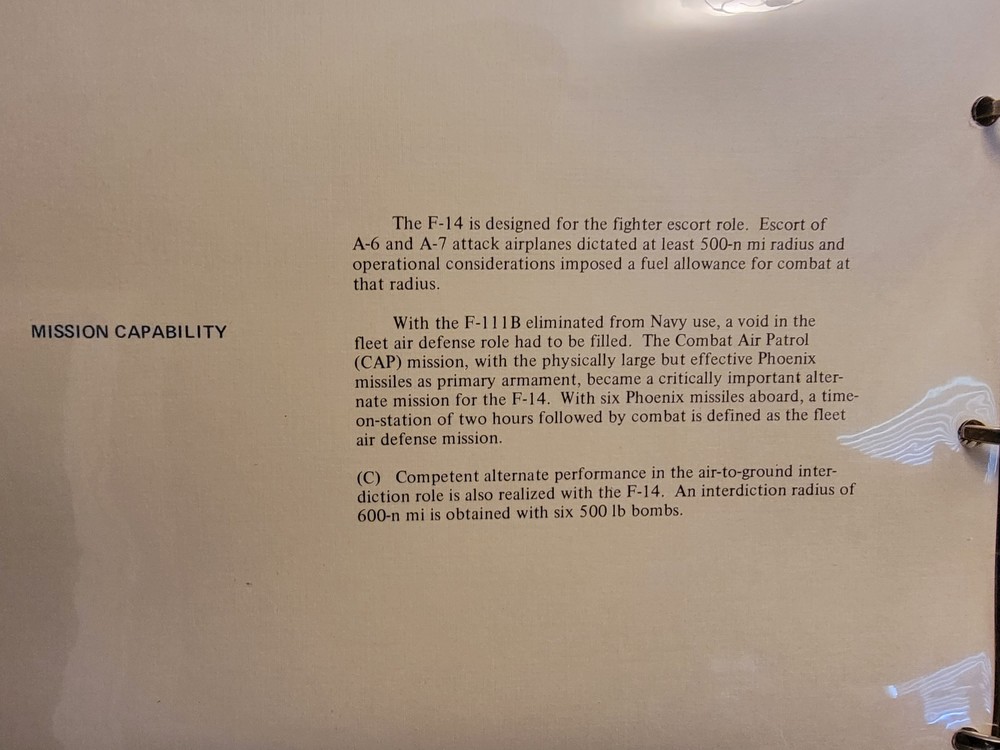 The F-14 is designed for the fighter escort role. Escort of
A-6 and A-7 attack airplanes dictated at least 500-n mi radius and
operational considerations imposed a fuel allowance for combat at
that radius.
MISSION CAPABILITY
With the F-111B eliminated from Navy use, a void in the
fleet air defense role had to be filled. The Combat Air Patrol
(CAP) mission, with the physically large but effective Phoenix
missiles as primary armament, became a critically important alter-
nate mission for the F-14. With six Phoenix missiles aboard, a time-
on-station of two hours followed by combat is defined as the fleet
air defense mission.
(C) Competent alternate performance in the air-to-ground inter-
diction role is also realized with the F-14. An interdiction radius of
600-n mi is obtained with six 500 lb bombs.